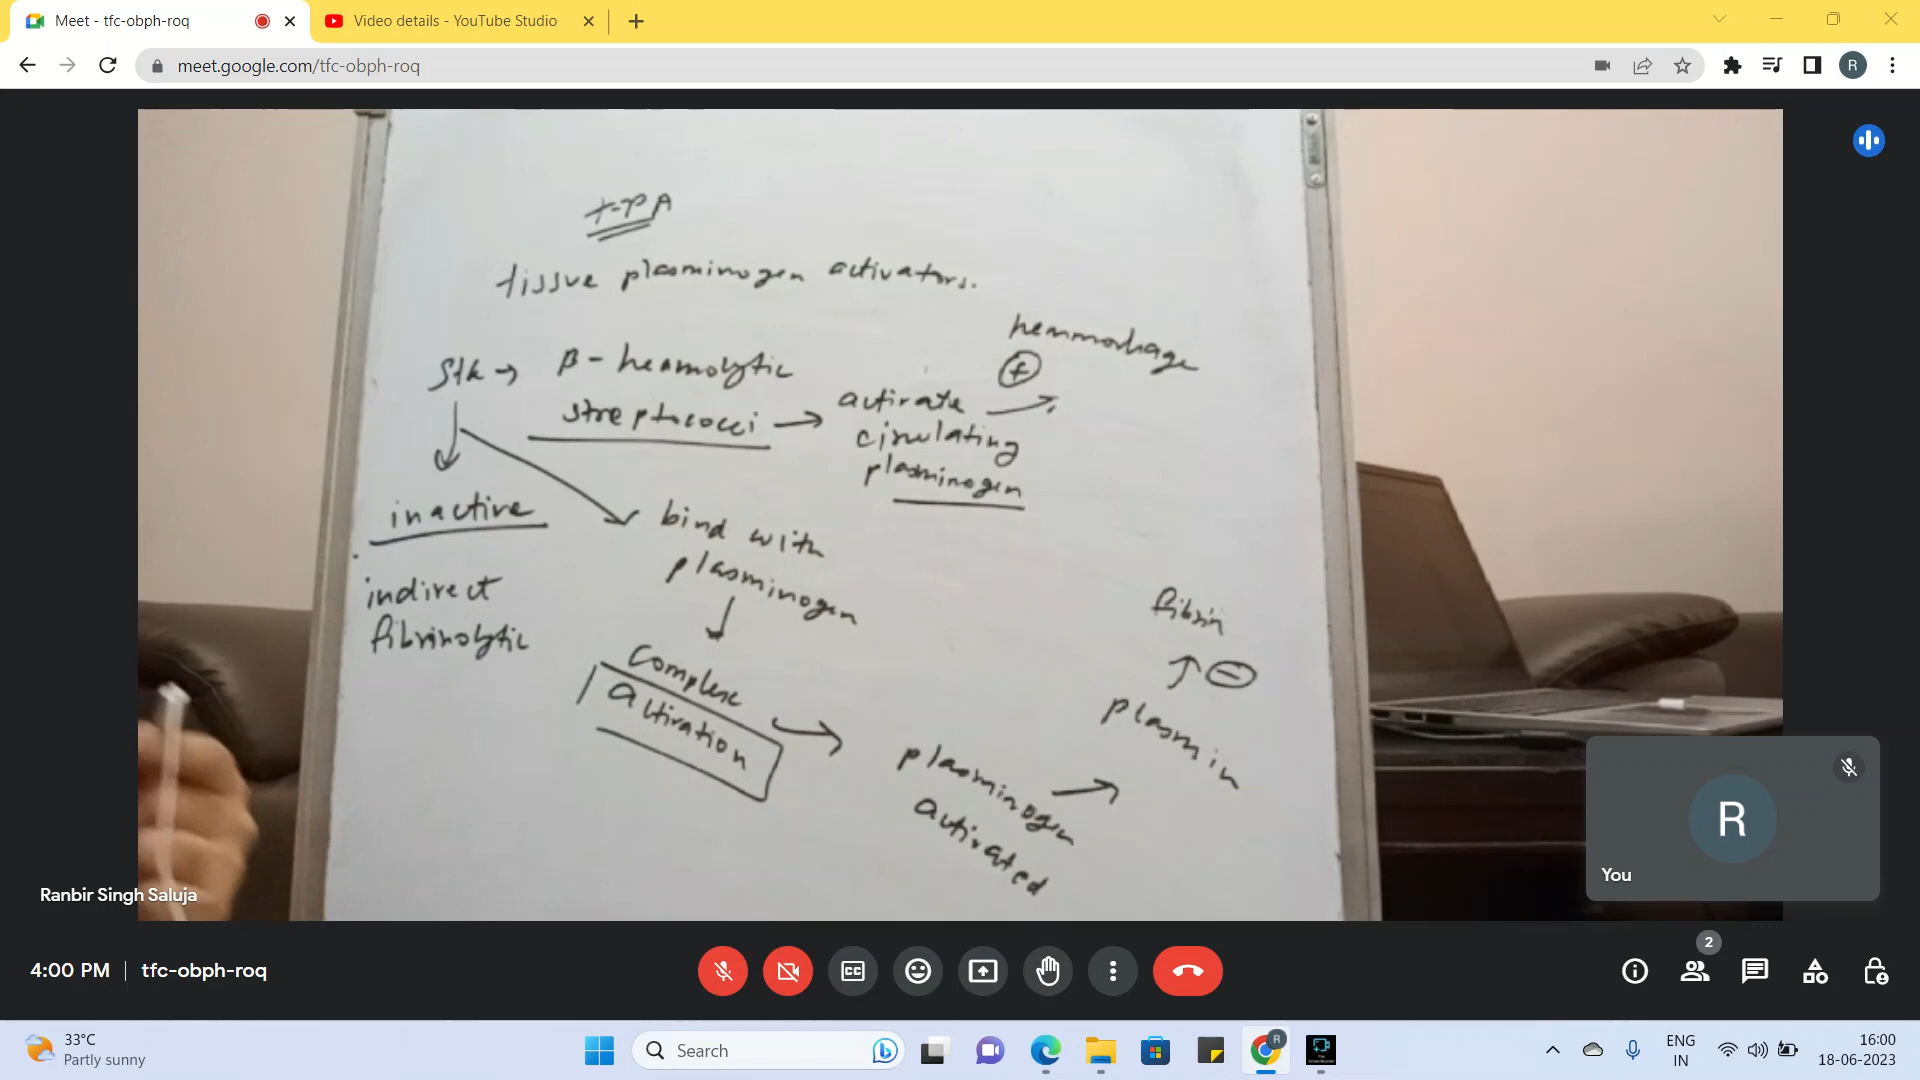 Meet - tfc-obph-roq
Video details - YouTube Studio
meet.google.com/tfc-obph-roq
R
t-PA
tissue plasminogen activators.
hemmorhage
Stk → β - heamolytic
streptococci → activate
circulating
plasminogen
+
inactive
bind with
plasminogen
indirect
fibrinolytic
fibrin
Complex
altiration
plasmin
plasminogen
activated
R
You
Ranbir Singh Saluja
4:00 PM
tfc-obph-roq
2
33°C
Partly sunny
Search
ENG
IN
16:00
18-06-2023